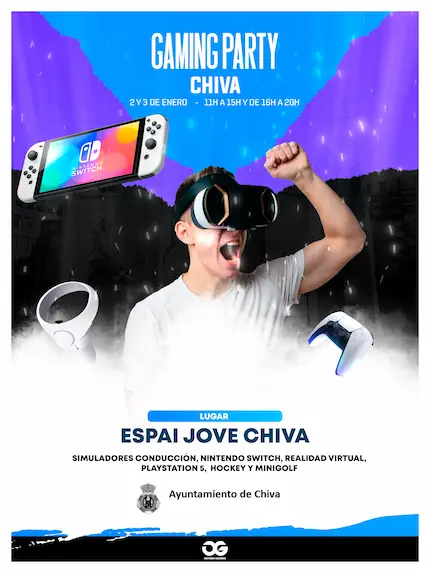 GAMING PARTY
CHIVA
2 Y 3 DE ENERO - 11H A 15H Y DE 16H A 20H
NINTENDO
SWITCH
LUGAR
ESPAI JOVE CHIVA
SIMULADORES CONDUCCIÓN, NINTENDO SWITCH, REALIDAD VIRTUAL,
PLAYSTATION 5, HOCKEY Y MINIGOLF
Ayuntamiento de Chiva